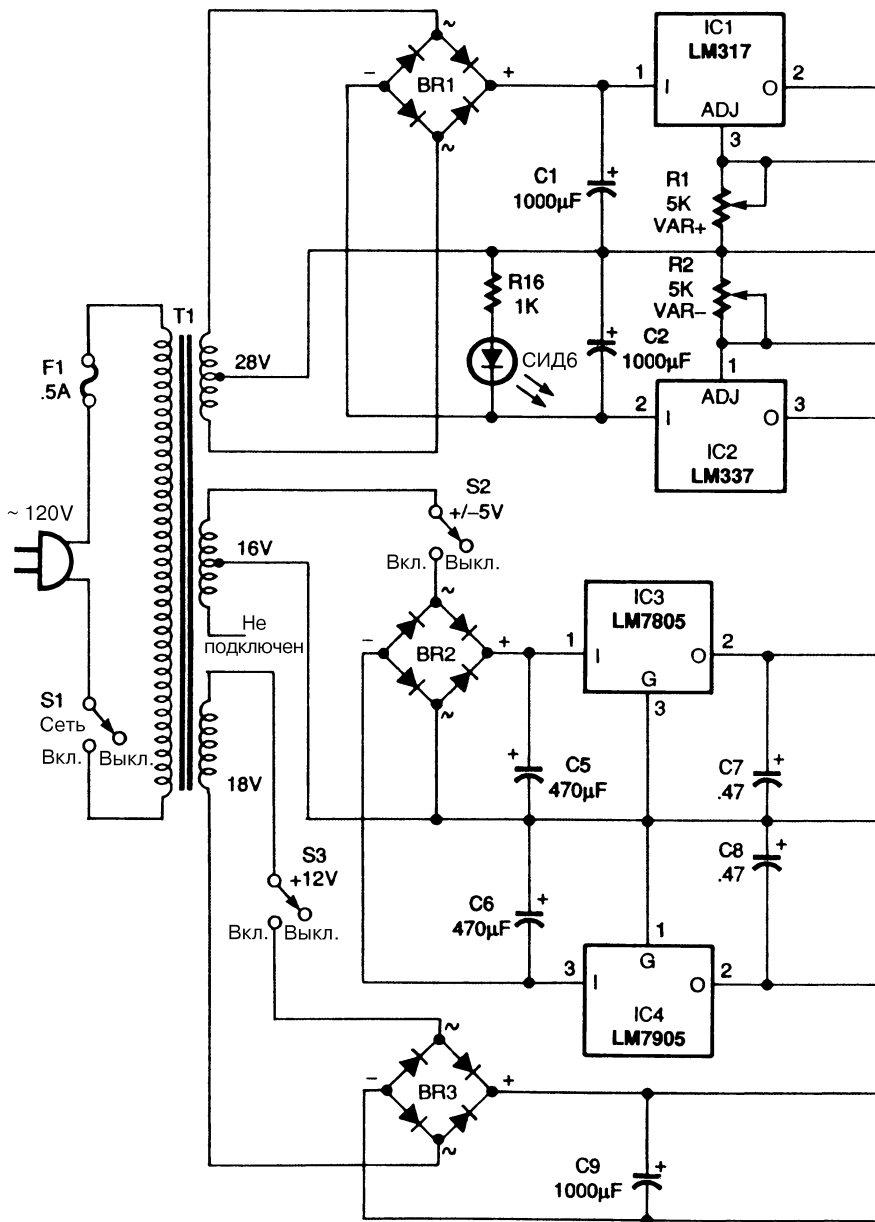 ~
IC1
LM317
1
I
O
2
ADJ
3
–
BR1
+
~
C1
1000µF
+
R1
5K
VAR+
R2
5K
VAR–
R16
1K
СИД6
C2
1000µF
+
1
ADJ
2
I
O
3
IC2
LM337
T1
28V
F1
.5A
~ 120V
S1
Сеть
Вкл.
Выкл.
16V
Не
подключен
18V
S2
+/–5V
Вкл.
Выкл.
~
–
BR2
+
~
IC3
LM7805
1
I
O
2
G
3
+
C5
470µF
C7
.47
+
C8
.47
+
C6
470µF
+
1
G
3
I
O
2
IC4
LM7905
S3
+12V
Вкл.
Выкл.
~
–
BR3
+
~
C9
1000µF
+